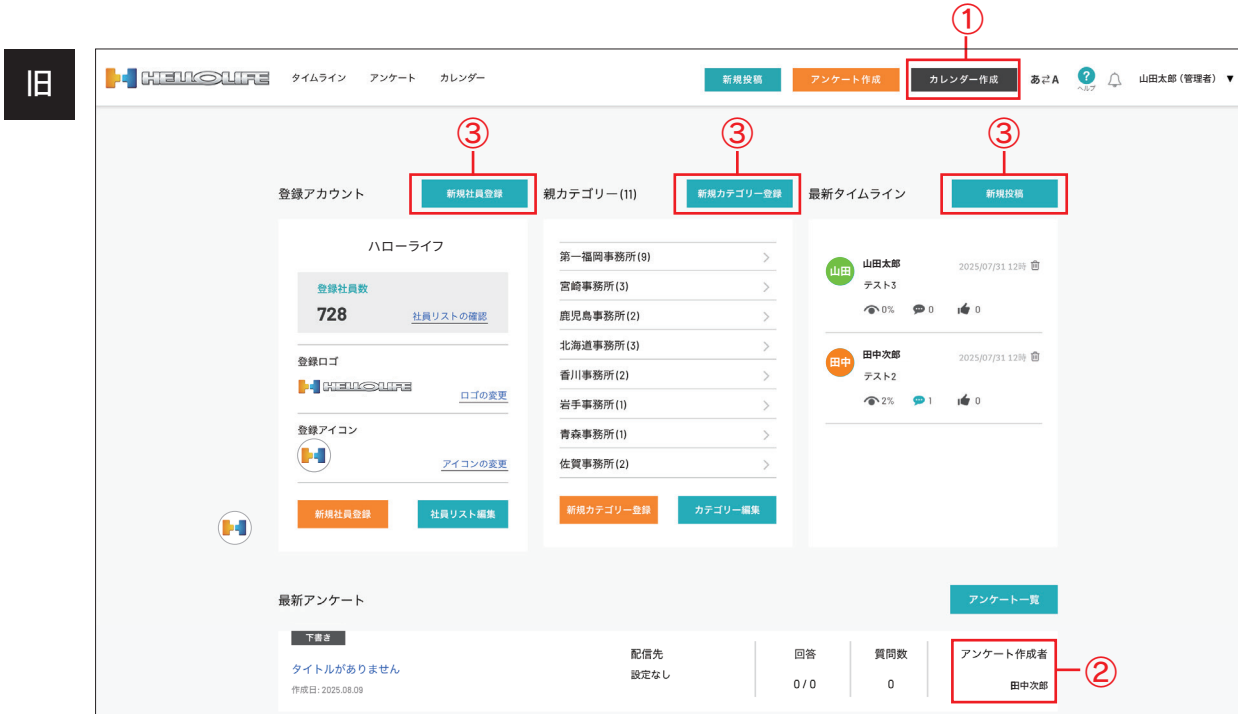 ①
旧
HELLOLIFE タイムライン アンケート カレンダー 新規投稿 アンケート作成 カレンダー作成 あ⇄A ? ヘルプ 山田太郎（管理者） ▼
③ ③ ③
登録アカウント 新規社員登録 親カテゴリー(11) 新規カテゴリー登録 最新タイムライン 新規投稿
ハローライフ
登録社員数
728 社員リストの確認
登録ロゴ
HELLOLIFE
ロゴの変更
登録アイコン
アイコンの変更
新規社員登録 社員リスト編集
第一福岡事務所(9)
宮崎事務所(3)
鹿児島事務所(2)
北海道事務所(3)
香川事務所(2)
岩手事務所(1)
青森事務所(1)
佐賀事務所(2)
新規カテゴリー登録 カテゴリー編集
山田 山田太郎 2025/07/31 12時
テスト3
0% 0 0
田中 田中次郎 2025/07/31 12時
テスト2
2% 1 0
最新アンケート アンケート一覧
下書き
タイトルがありません
作成日: 2025.08.09
配信先
設定なし
回答
0 / 0
質問数
0
アンケート作成者
田中次郎
②